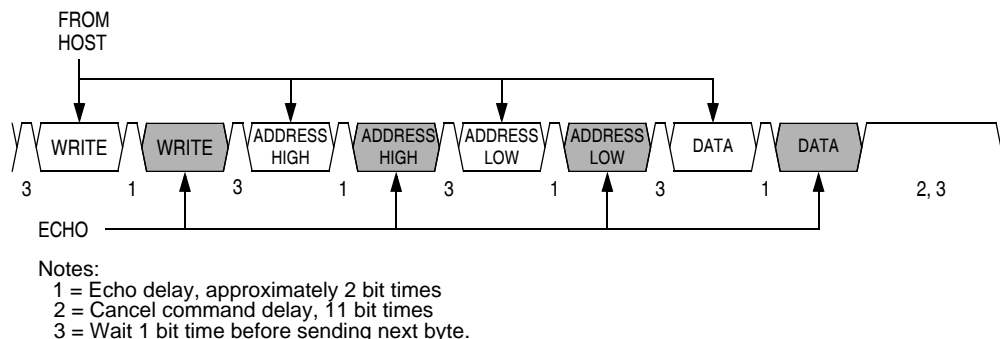 FROM
HOST
WRITE
WRITE
ADDRESS
HIGH
ADDRESS
HIGH
ADDRESS
LOW
ADDRESS
LOW
DATA
DATA
3 1 3 1 3 1 3 1 2, 3
ECHO
Notes:
1 = Echo delay, approximately 2 bit times
2 = Cancel command delay, 11 bit times
3 = Wait 1 bit time before sending next byte.